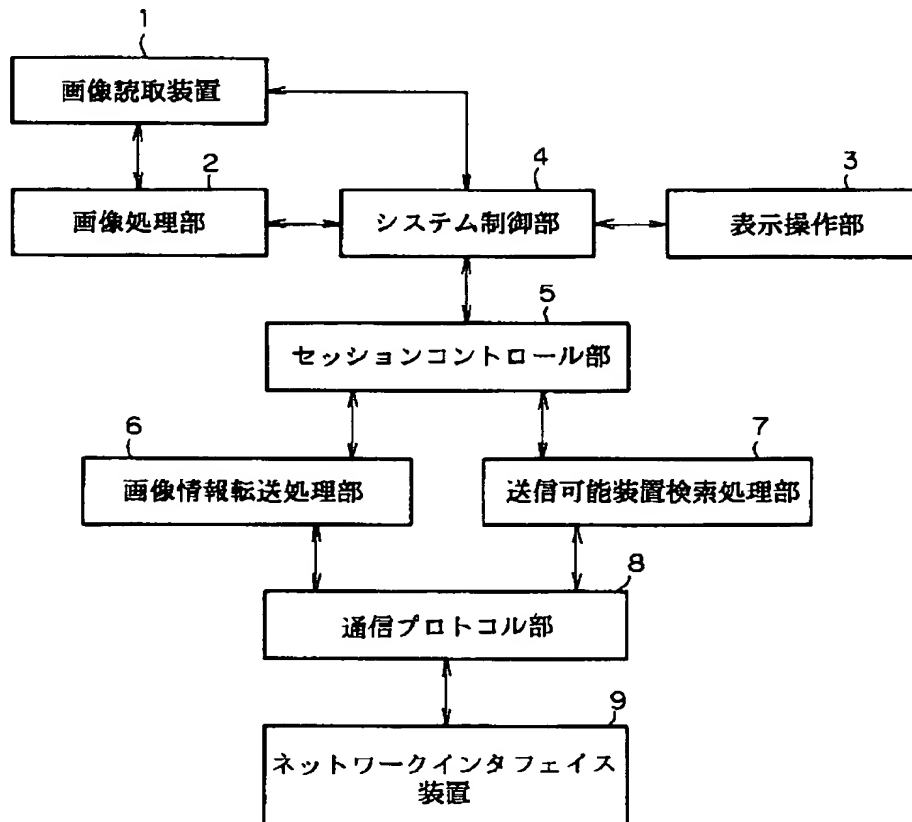 1
画像読取装置
2
画像処理部
4
システム制御部
3
表示操作部
5
セッションコントロール部
6
画像情報転送処理部
7
送信可能装置検索処理部
8
通信プロトコル部
9
ネットワークインタフェイス
装置